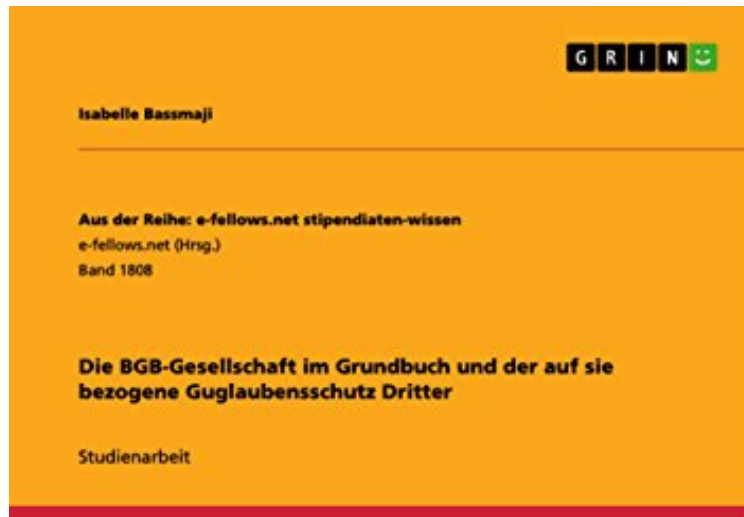 GRIN
Isabelle Bassmaji
Aus der Reihe: e-fellows.net stipendiaten-wissen
e-fellows.net (Hrsg.)
Band 1808
Die BGB-Gesellschaft im Grundbuch und der auf sie
bezogene Guglaubensschutz Dritter
Studienarbeit